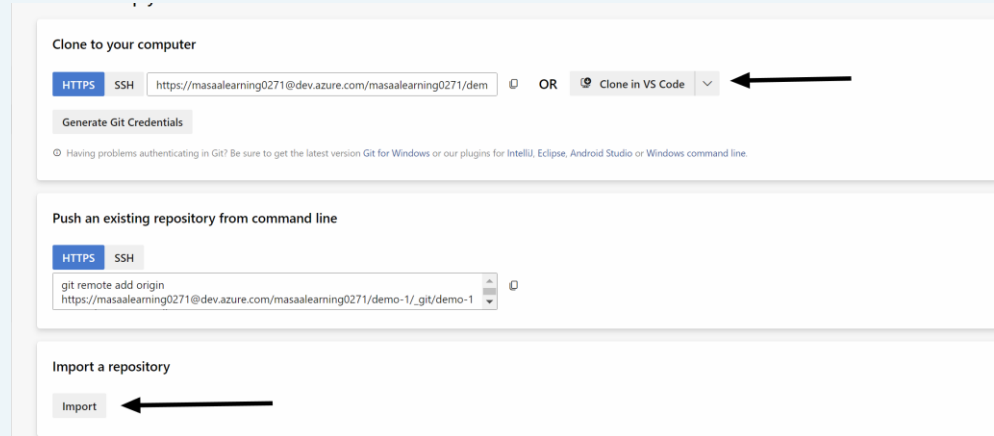 Clone to your computer
HTTPS SSH https://masaalearning0271@dev.azure.com/masaalearning0271/dem OR Clone in VS Code
Generate Git Credentials
Having problems authenticating in Git? Be sure to get the latest version Git for Windows or our plugins for IntelliJ, Eclipse, Android Studio or Windows command line.
Push an existing repository from command line
HTTPS SSH
git remote add origin
https://masaalearning0271@dev.azure.com/masaalearning0271/demo-1/_git/demo-1
Import a repository
Import